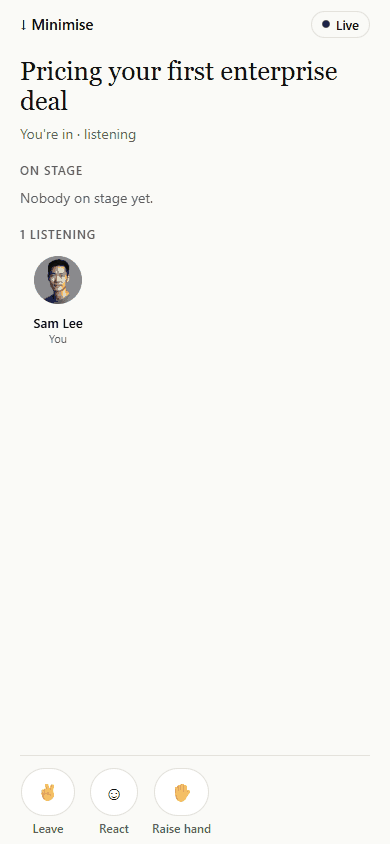 ↓ Minimise
Live
Pricing your first enterprise
deal
You're in · listening
ON STAGE
Nobody on stage yet.
1 LISTENING
Sam Lee
You
Leave
React
Raise hand